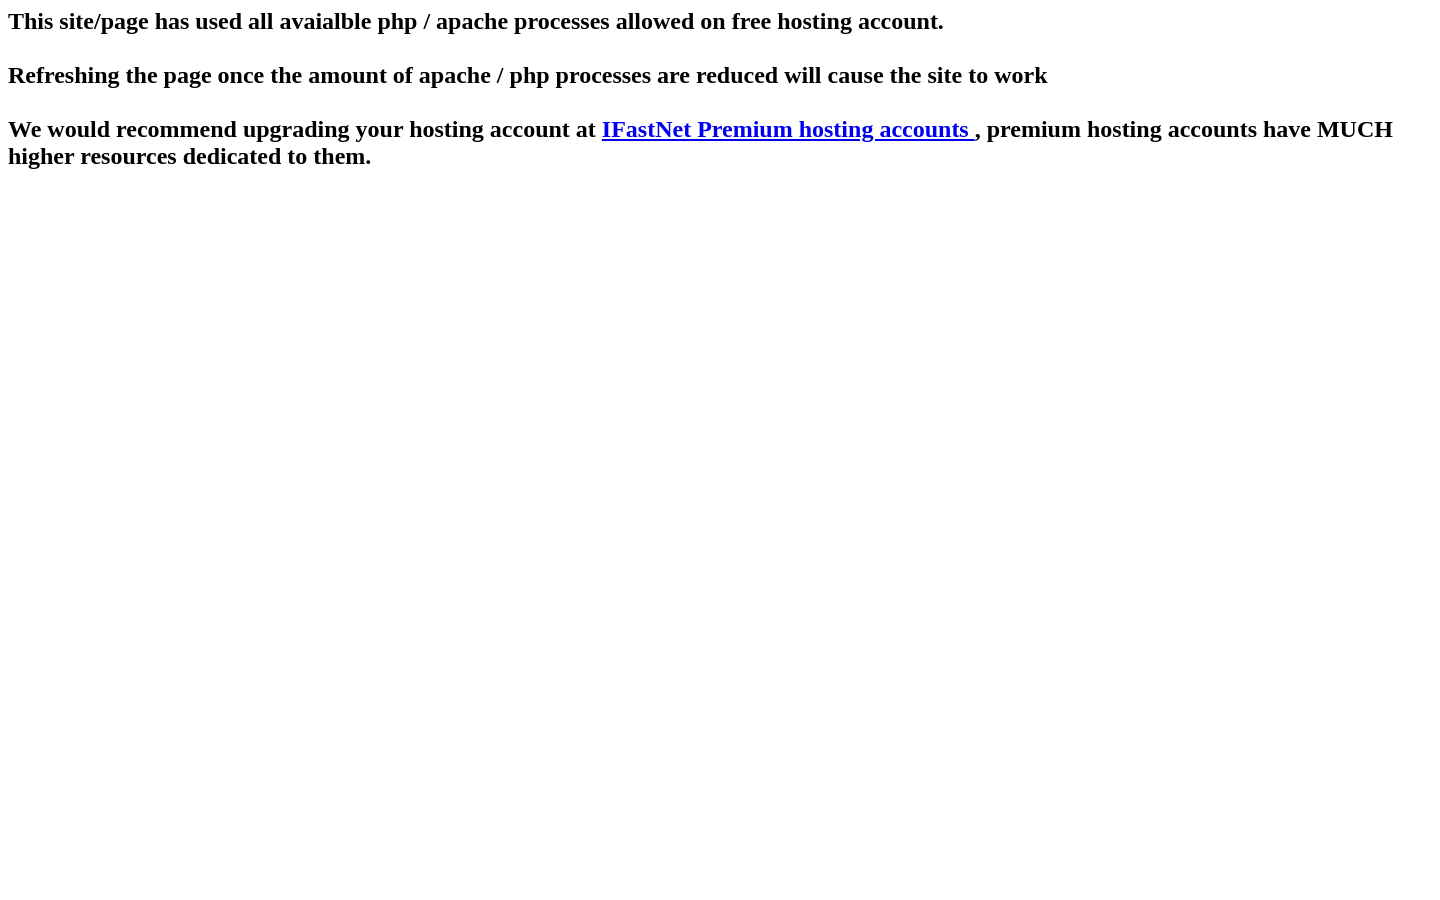 This site/page has used all avaialble php / apache processes allowed on free hosting account.
Refreshing the page once the amount of apache / php processes are reduced will cause the site to work
We would recommend upgrading your hosting account at IFastNet Premium hosting accounts , premium hosting accounts have MUCH
higher resources dedicated to them.